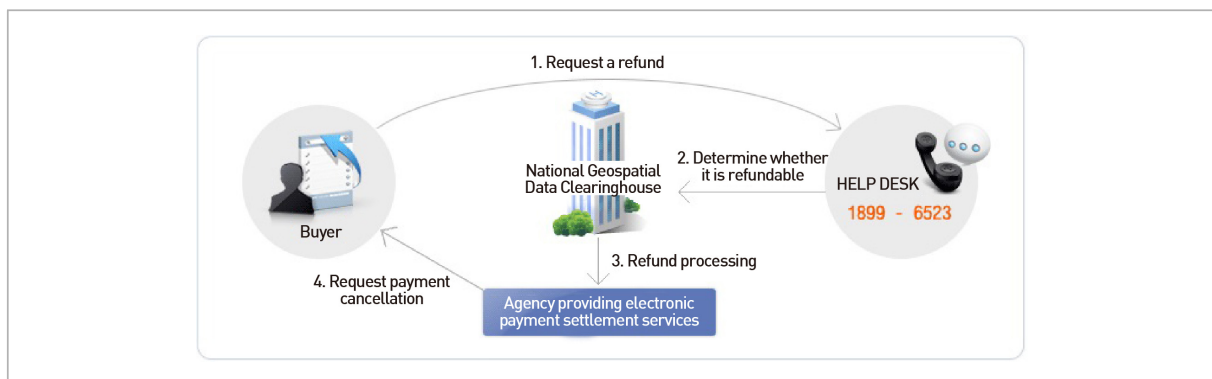 1. Request a refund
National Geospatial
Data Clearinghouse
2. Determine whether
it is refundable
HELP DESK
1899 - 6523
Buyer
3. Refund processing
4. Request payment
cancellation
Agency providing electronic
payment settlement services